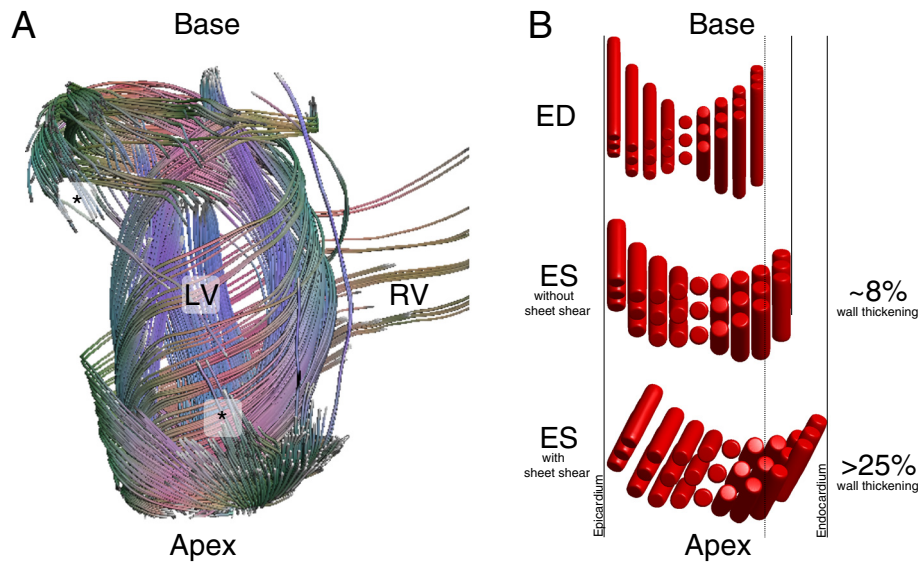 A
Base
*
LV
RV
*
Apex
B
Base
ED
ES
without
sheet shear
~8%
wall thickening
ES
with
sheet shear
>25%
wall thickening
Epicardium
Endocardium
Apex